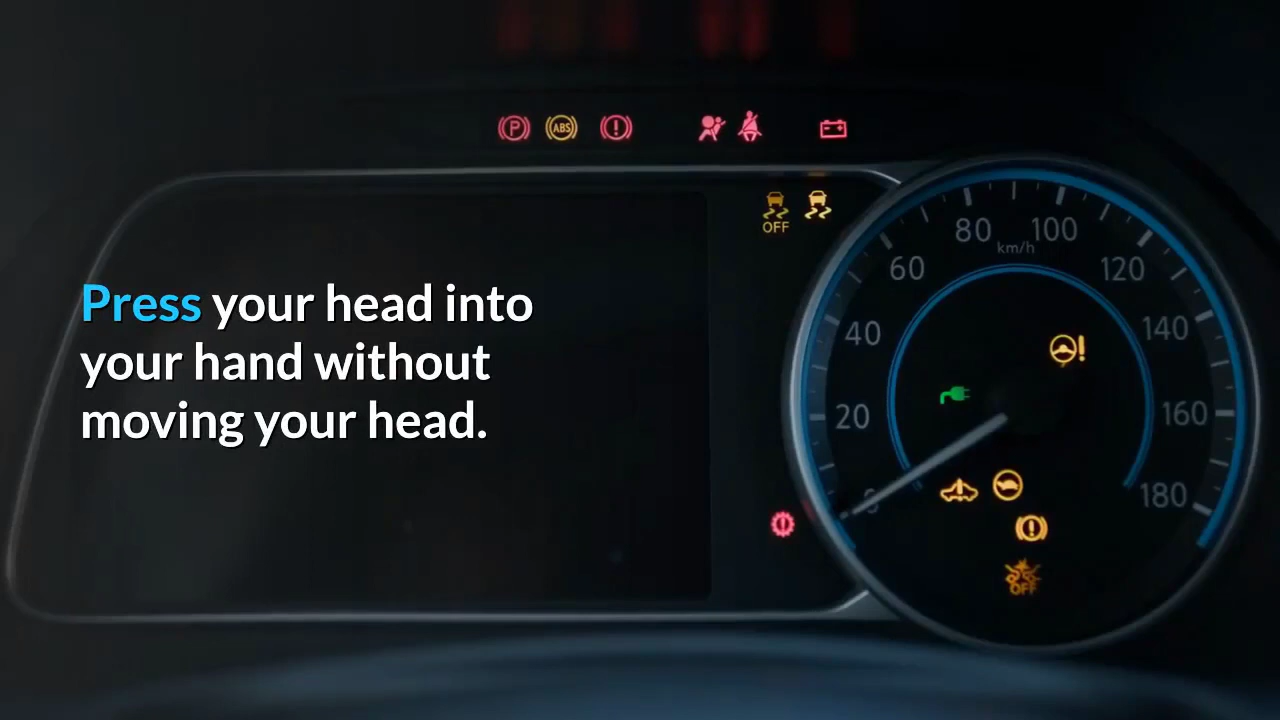 P ABS
OFF
80 km/h 100
60 120
40 140
20 160
0 180
OFF
Press your head into
your hand without
moving your head.